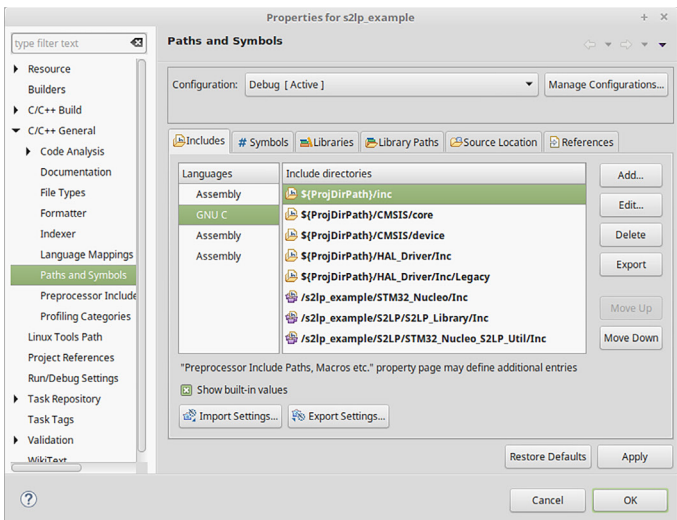 Properties for s2lp_example
type filter text
Paths and Symbols
Resource
Builders
C/C++ Build
C/C++ General
Code Analysis
Documentation
File Types
Formatter
Indexer
Language Mappings
Paths and Symbols
Preprocessor Include
Profiling Categories
Linux Tools Path
Project References
Run/Debug Settings
Task Repository
Task Tags
Validation
WikiText
Configuration: Debug [ Active ] Manage Configurations...
Includes # Symbols Libraries Library Paths Source Location References
Languages
Assembly
GNU C
Assembly
Assembly
Include directories
${ProjDirPath}/inc
${ProjDirPath}/CMSIS/core
${ProjDirPath}/CMSIS/device
${ProjDirPath}/HAL_Driver/Inc
${ProjDirPath}/HAL_Driver/Inc/Legacy
/s2lp_example/STM32_Nucleo/Inc
/s2lp_example/S2LP/S2LP_Library/Inc
/s2lp_example/S2LP/STM32_Nucleo_S2LP_Util/Inc
Add...
Edit...
Delete
Export
Move Up
Move Down
"Preprocessor Include Paths, Macros etc." property page may define additional entries
Show built-in values
Import Settings... Export Settings...
Restore Defaults Apply
? Cancel OK